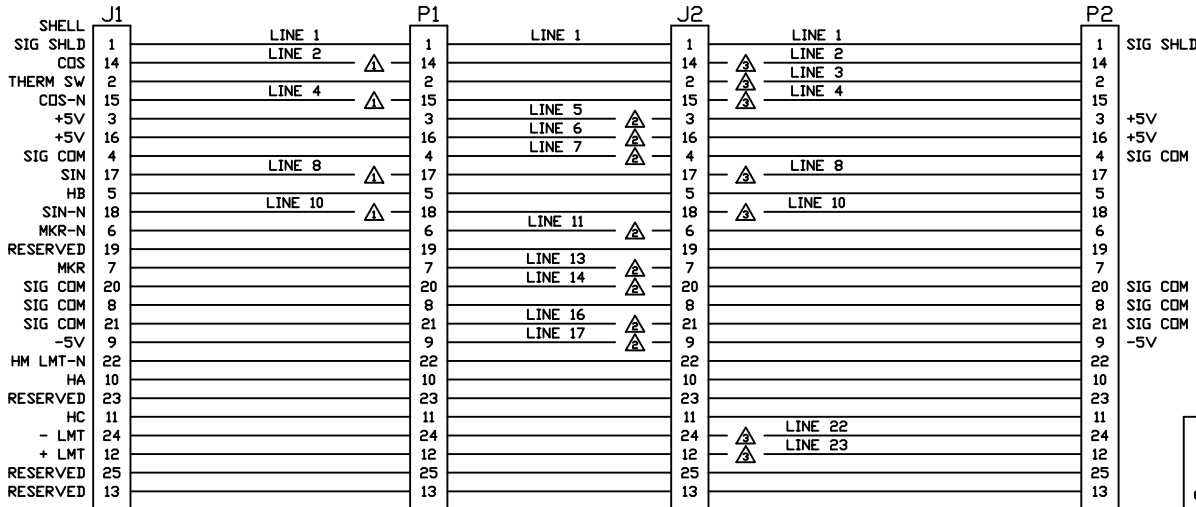 J1 P1 J2 P2
SHELL
SIG SHLD 1 LINE 1 1 LINE 1 1 LINE 1 1 SIG SHLD
COS 14 LINE 2 1 14 14 3 LINE 2 14
THERM SW 2 2 2 3 LINE 3 2
COS-N 15 LINE 4 1 15 15 3 LINE 4 15
+5V 3 3 LINE 5 2 3 3 +5V
+5V 16 16 LINE 6 2 16 16 +5V
SIG COM 4 4 LINE 7 2 4 4 SIG COM
SIN 17 LINE 8 1 17 17 3 LINE 8 17
HB 5 5 5 5
SIN-N 18 LINE 10 1 18 18 3 LINE 10 18
MKR-N 6 6 LINE 11 2 6 6
RESERVED 19 19 19 19
MKR 7 7 LINE 13 2 7 7
SIG COM 20 20 LINE 14 2 20 20 SIG COM
SIG COM 8 8 8 8 SIG COM
SIG COM 21 21 LINE 16 2 21 21 SIG COM
-5V 9 9 LINE 17 2 9 9 -5V
HM LMT-N 22 22 22 22
HA 10 10 10 10
RESERVED 23 23 23 23
HC 11 11 11 11
- LMT 24 24 24 3 LINE 22 24
+ LMT 12 12 12 3 LINE 23 12
RESERVED 25 25 25 25
RESERVED 13 13 13 13